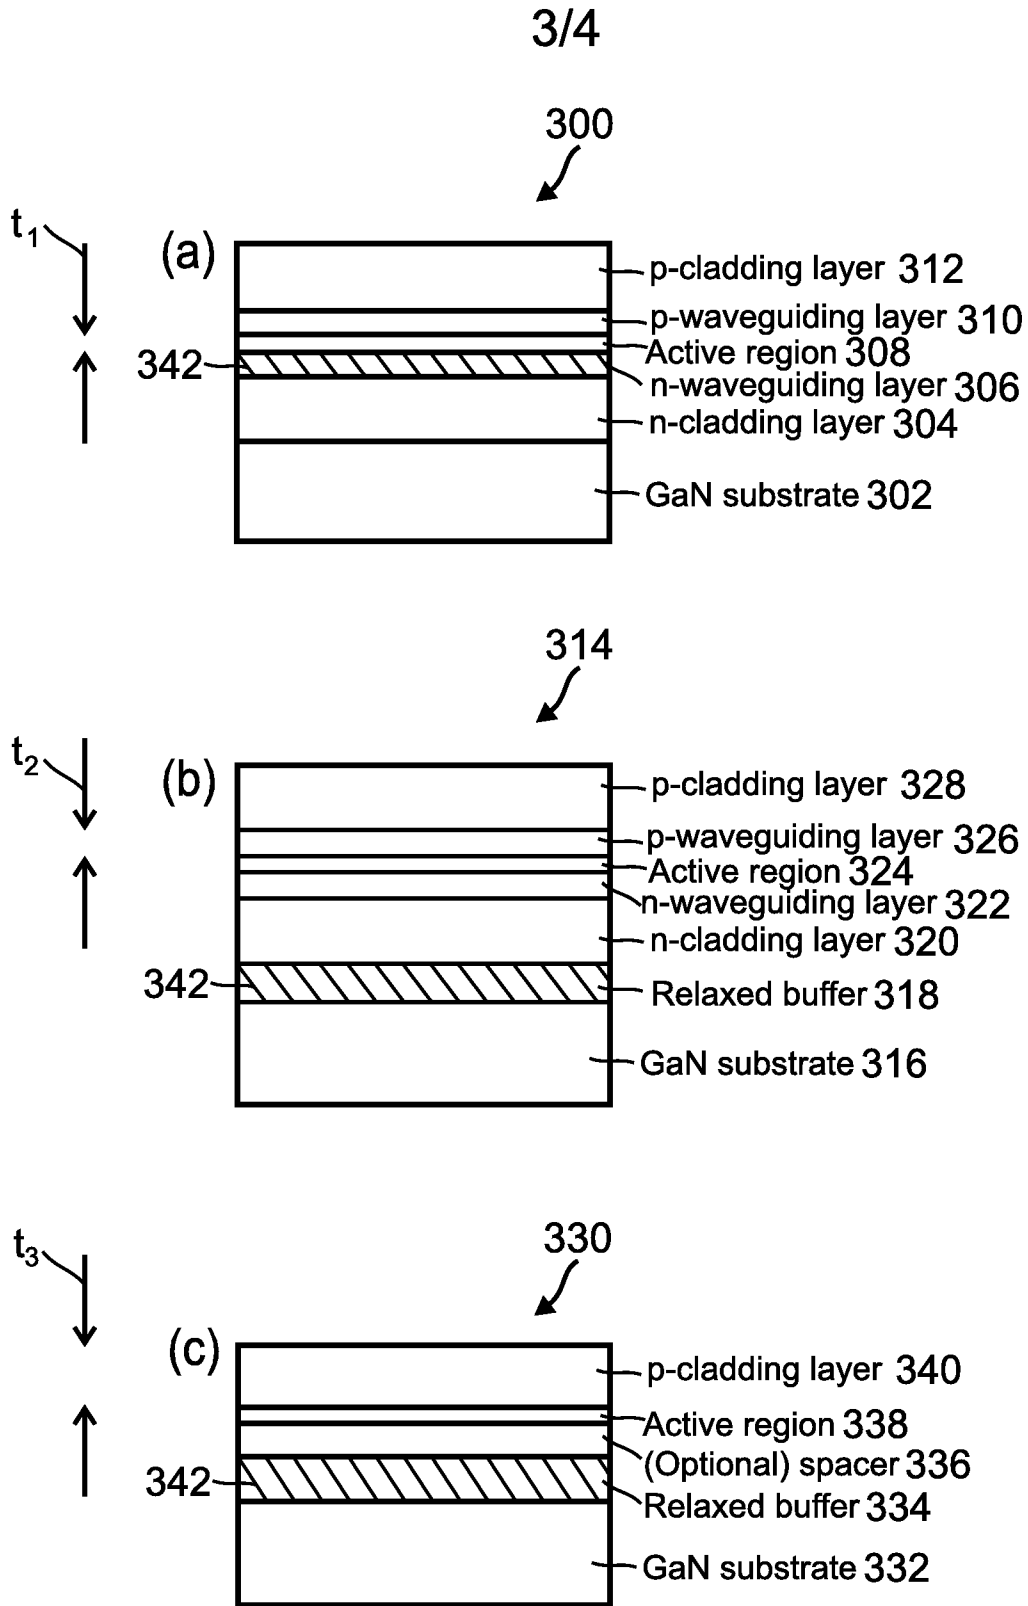 3/4
300
t1
(a)
p-cladding layer 312
p-waveguiding layer 310
Active region 308
342
n-waveguiding layer 306
n-cladding layer 304
GaN substrate 302
314
t2
(b)
p-cladding layer 328
p-waveguiding layer 326
Active region 324
n-waveguiding layer 322
n-cladding layer 320
342
Relaxed buffer 318
GaN substrate 316
330
t3
(c)
p-cladding layer 340
Active region 338
(Optional) spacer 336
342
Relaxed buffer 334
GaN substrate 332